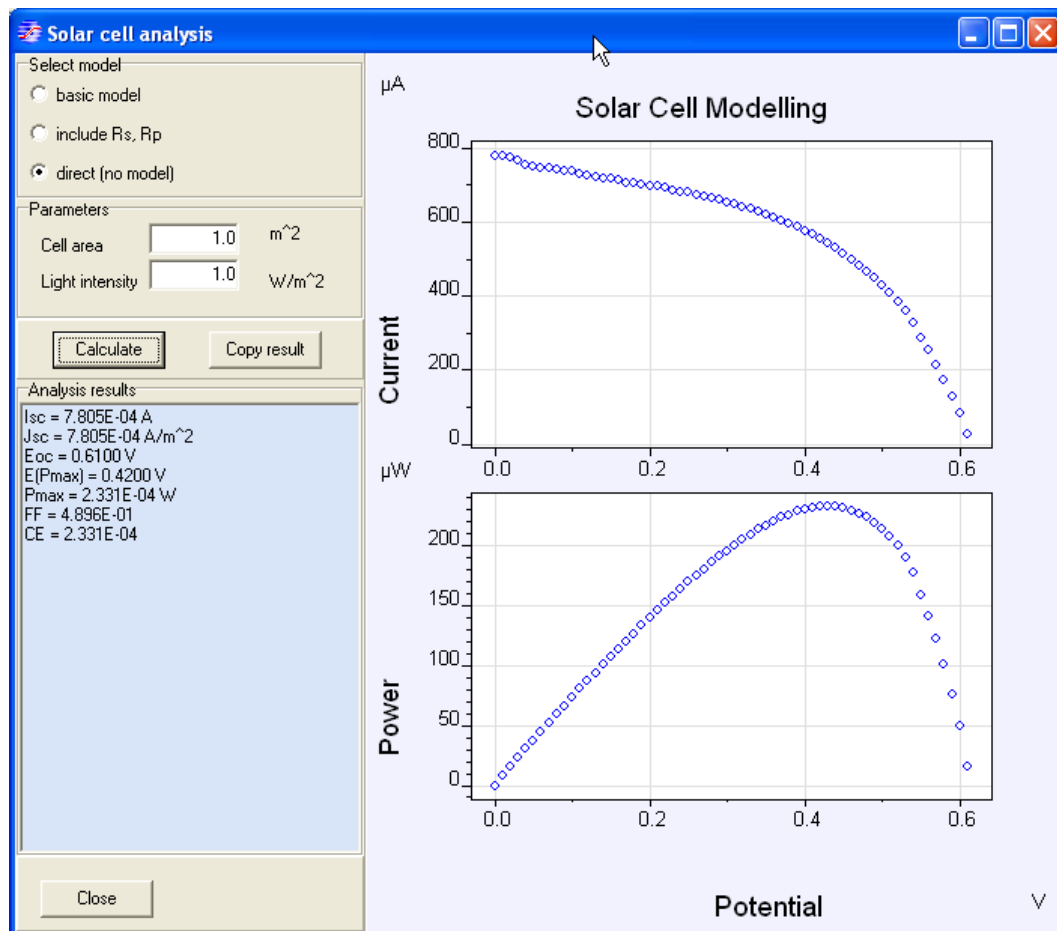 Solar cell analysis
Select model
basic model
include Rs, Rp
direct (no model)
Parameters
Cell area 1.0 m^2
Light intensity 1.0 W/m^2
Calculate Copy result
Analysis results
Isc = 7.805E-04 A
Jsc = 7.805E-04 A/m^2
Eoc = 0.6100 V
E(Pmax) = 0.4200 V
Pmax = 2.331E-04 W
FF = 4.896E-01
CE = 2.331E-04
Close
µA
Solar Cell Modelling
800
600
400
200
0
Current
0.0 0.2 0.4 0.6
µW
200
150
100
50
0
Power
0.0 0.2 0.4 0.6
Potential V